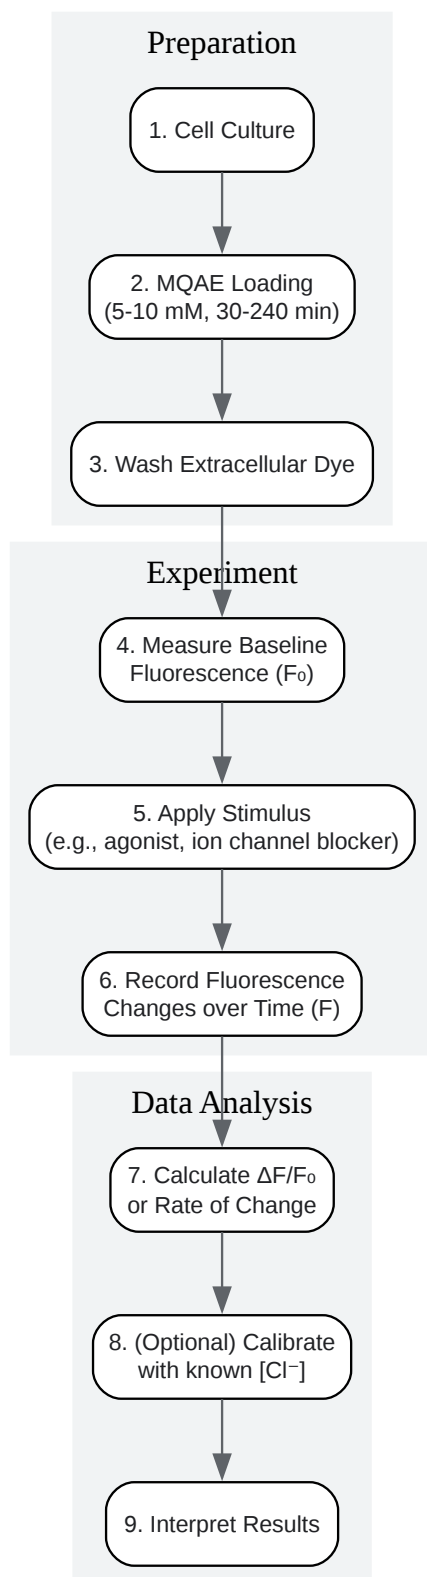 Preparation
1. Cell Culture
2. MQAE Loading
(5-10 mM, 30-240 min)
3. Wash Extracellular Dye
Experiment
4. Measure Baseline
Fluorescence (F₀)
5. Apply Stimulus
(e.g., agonist, ion channel blocker)
6. Record Fluorescence
Changes over Time (F)
Data Analysis
7. Calculate ΔF/F₀
or Rate of Change
8. (Optional) Calibrate
with known [Cl⁻]
9. Interpret Results